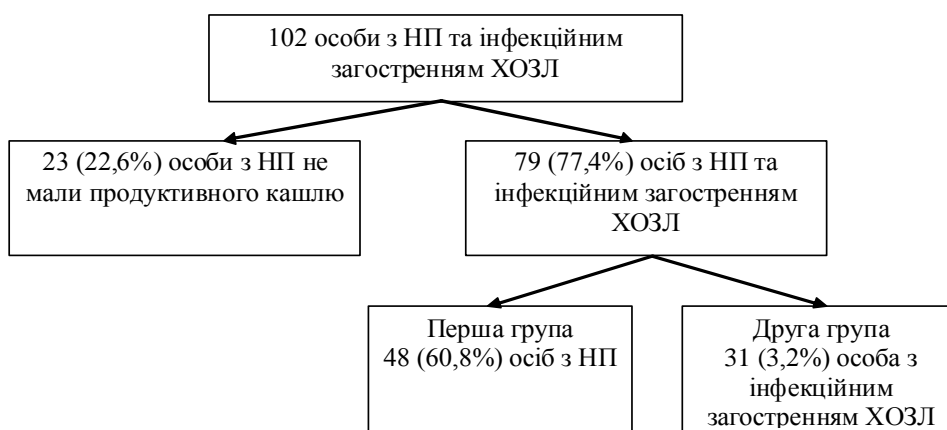 102 особи з НП та інфекційним
загостренням ХОЗЛ
23 (22,6%) особи з НП не
мали продуктивного кашлю
79 (77,4%) осіб з НП та
інфекційним загостренням
ХОЗЛ
Перша група
48 (60,8%) осіб з НП
Друга група
31 (3,2%) особа з
інфекційним
загостренням ХОЗЛ